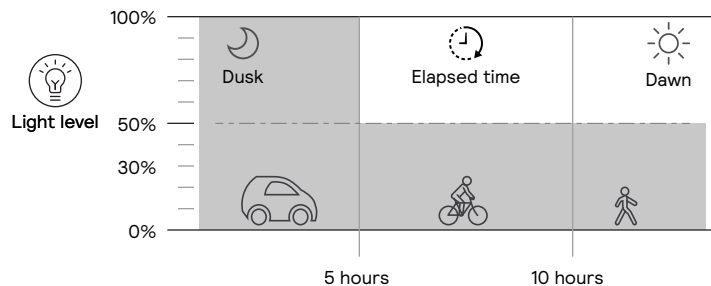 100%
Dusk
Elapsed time
Dawn
Light level
50%
30%
0%
5 hours
10 hours